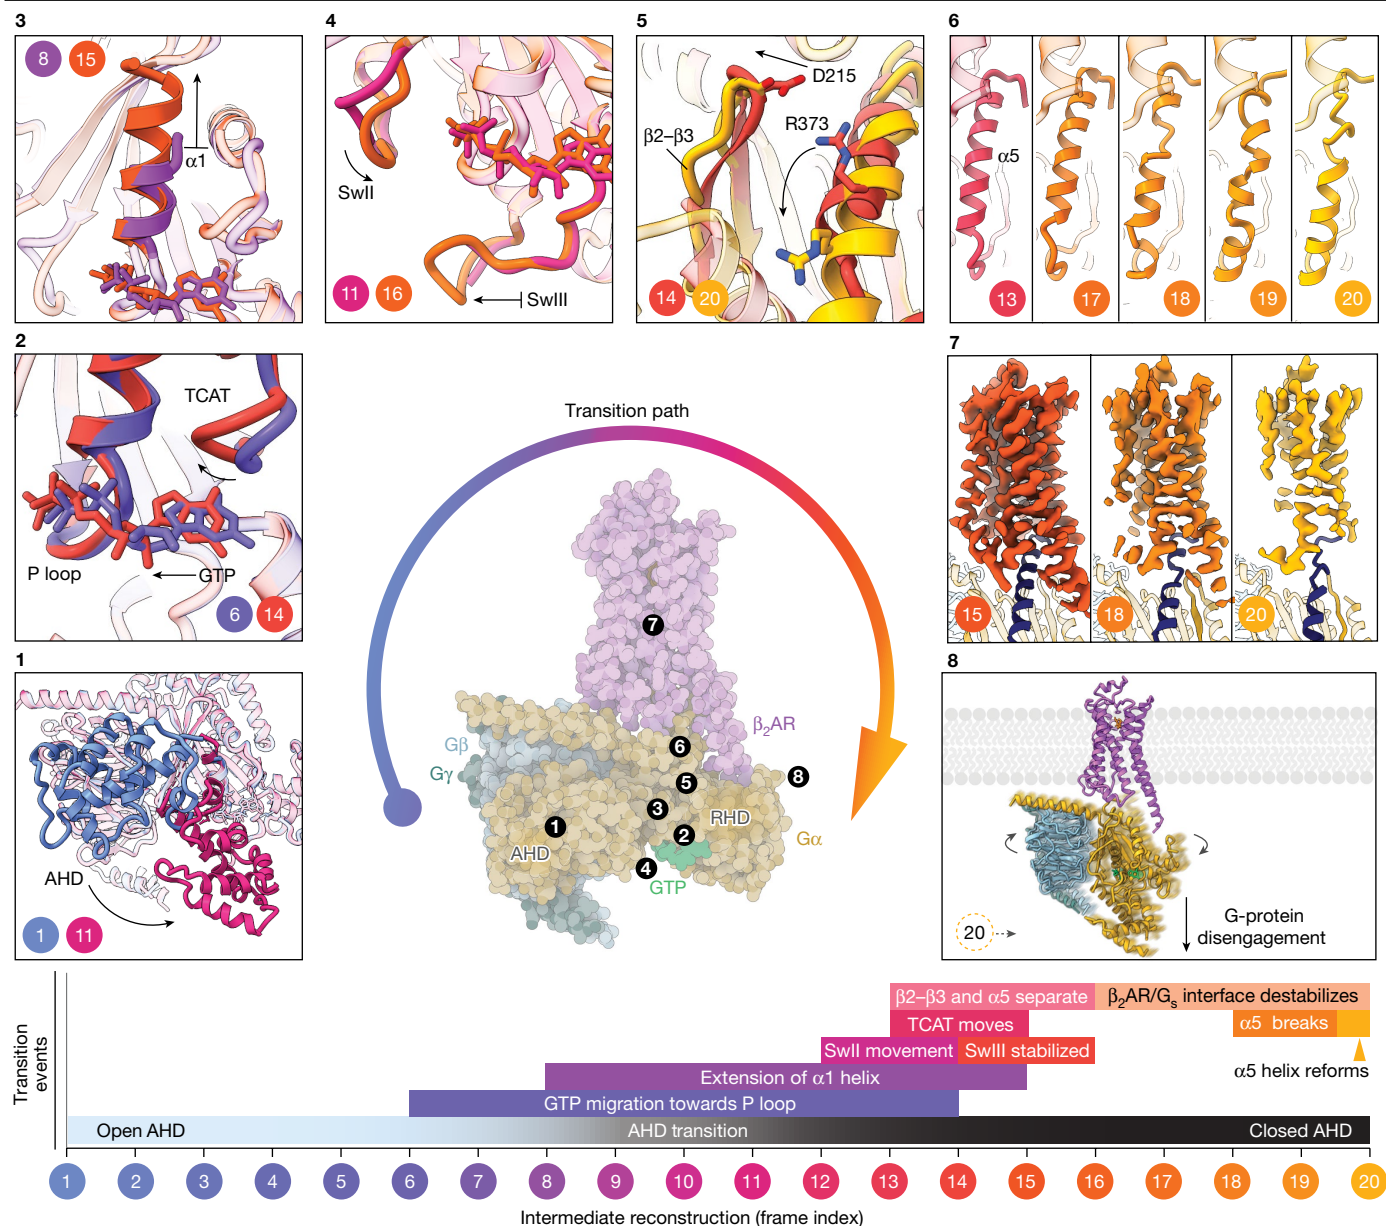 3
8
15
α1
4
SwII
11
16
SwIII
5
D215
R373
β2–β3
14
20
6
α5
13
17
18
19
20
2
TCAT
P loop
GTP
6
14
7
15
18
20
1
AHD
1
11
Transition path
7
β2AR
Gβ
Gγ
6
8
5
3
RHD
1
2
Gα
AHD
4
GTP
8
20
G-protein
disengagement
Transition
events
β2–β3 and α5 separate
β2AR/Gs interface destabilizes
TCAT moves
α5 breaks
SwII movement
SwIII stabilized
α5 helix reforms
Extension of α1 helix
GTP migration towards P loop
Open AHD
AHD transition
Closed AHD
1 2 3 4 5 6 7 8 9 10 11 12 13 14 15 16 17 18 19 20
Intermediate reconstruction (frame index)